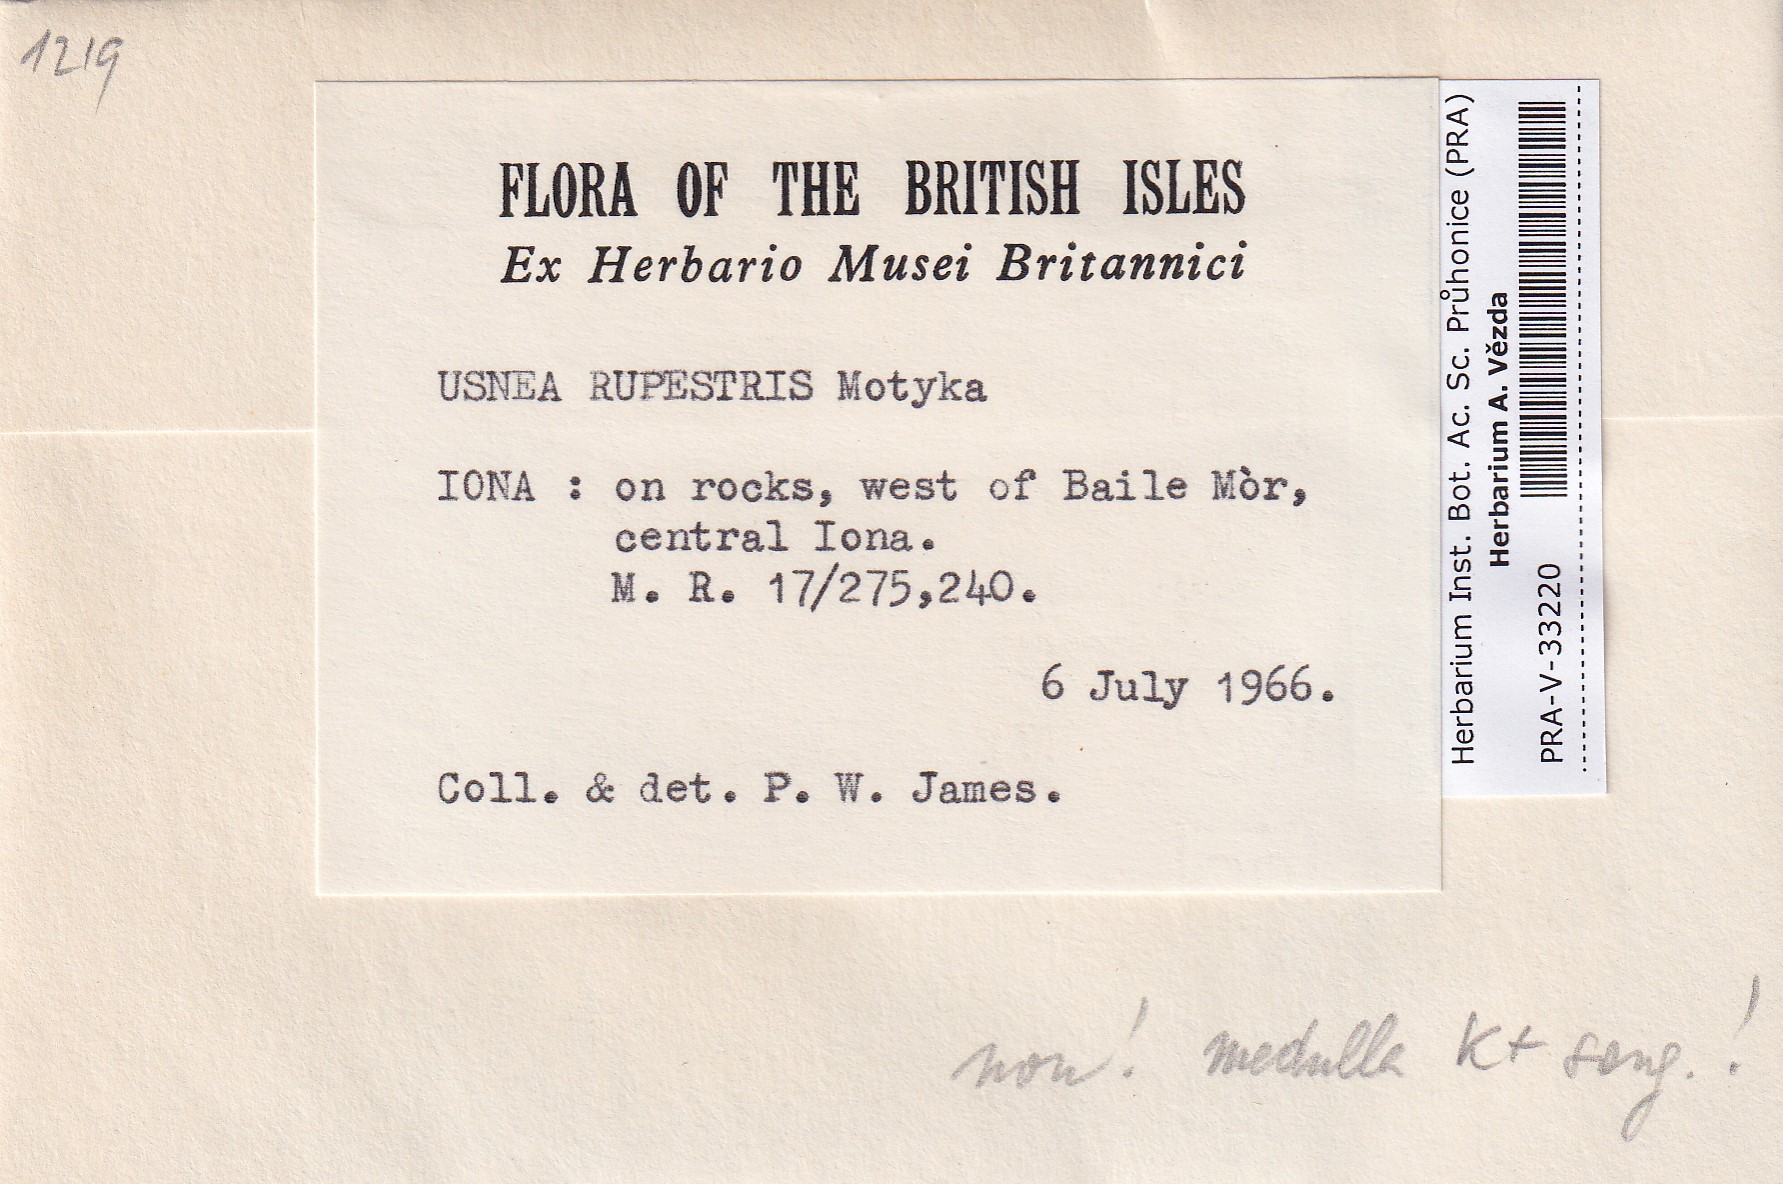 1219
FLORA OF THE BRITISH ISLES
Ex Herbario Musei Britannici
USNEA RUPESTRIS Motyka
IONA : on rocks, west of Baile Mòr,
central Iona.
M. R. 17/275,240.
6 July 1966.
Coll. & det. P. W. James.
Herbarium Inst. Bot. Ac. Sc. Průhonice (PRA)
Herbarium A. Vězda
PRA-V-33220
non! medulla K+ sang.!